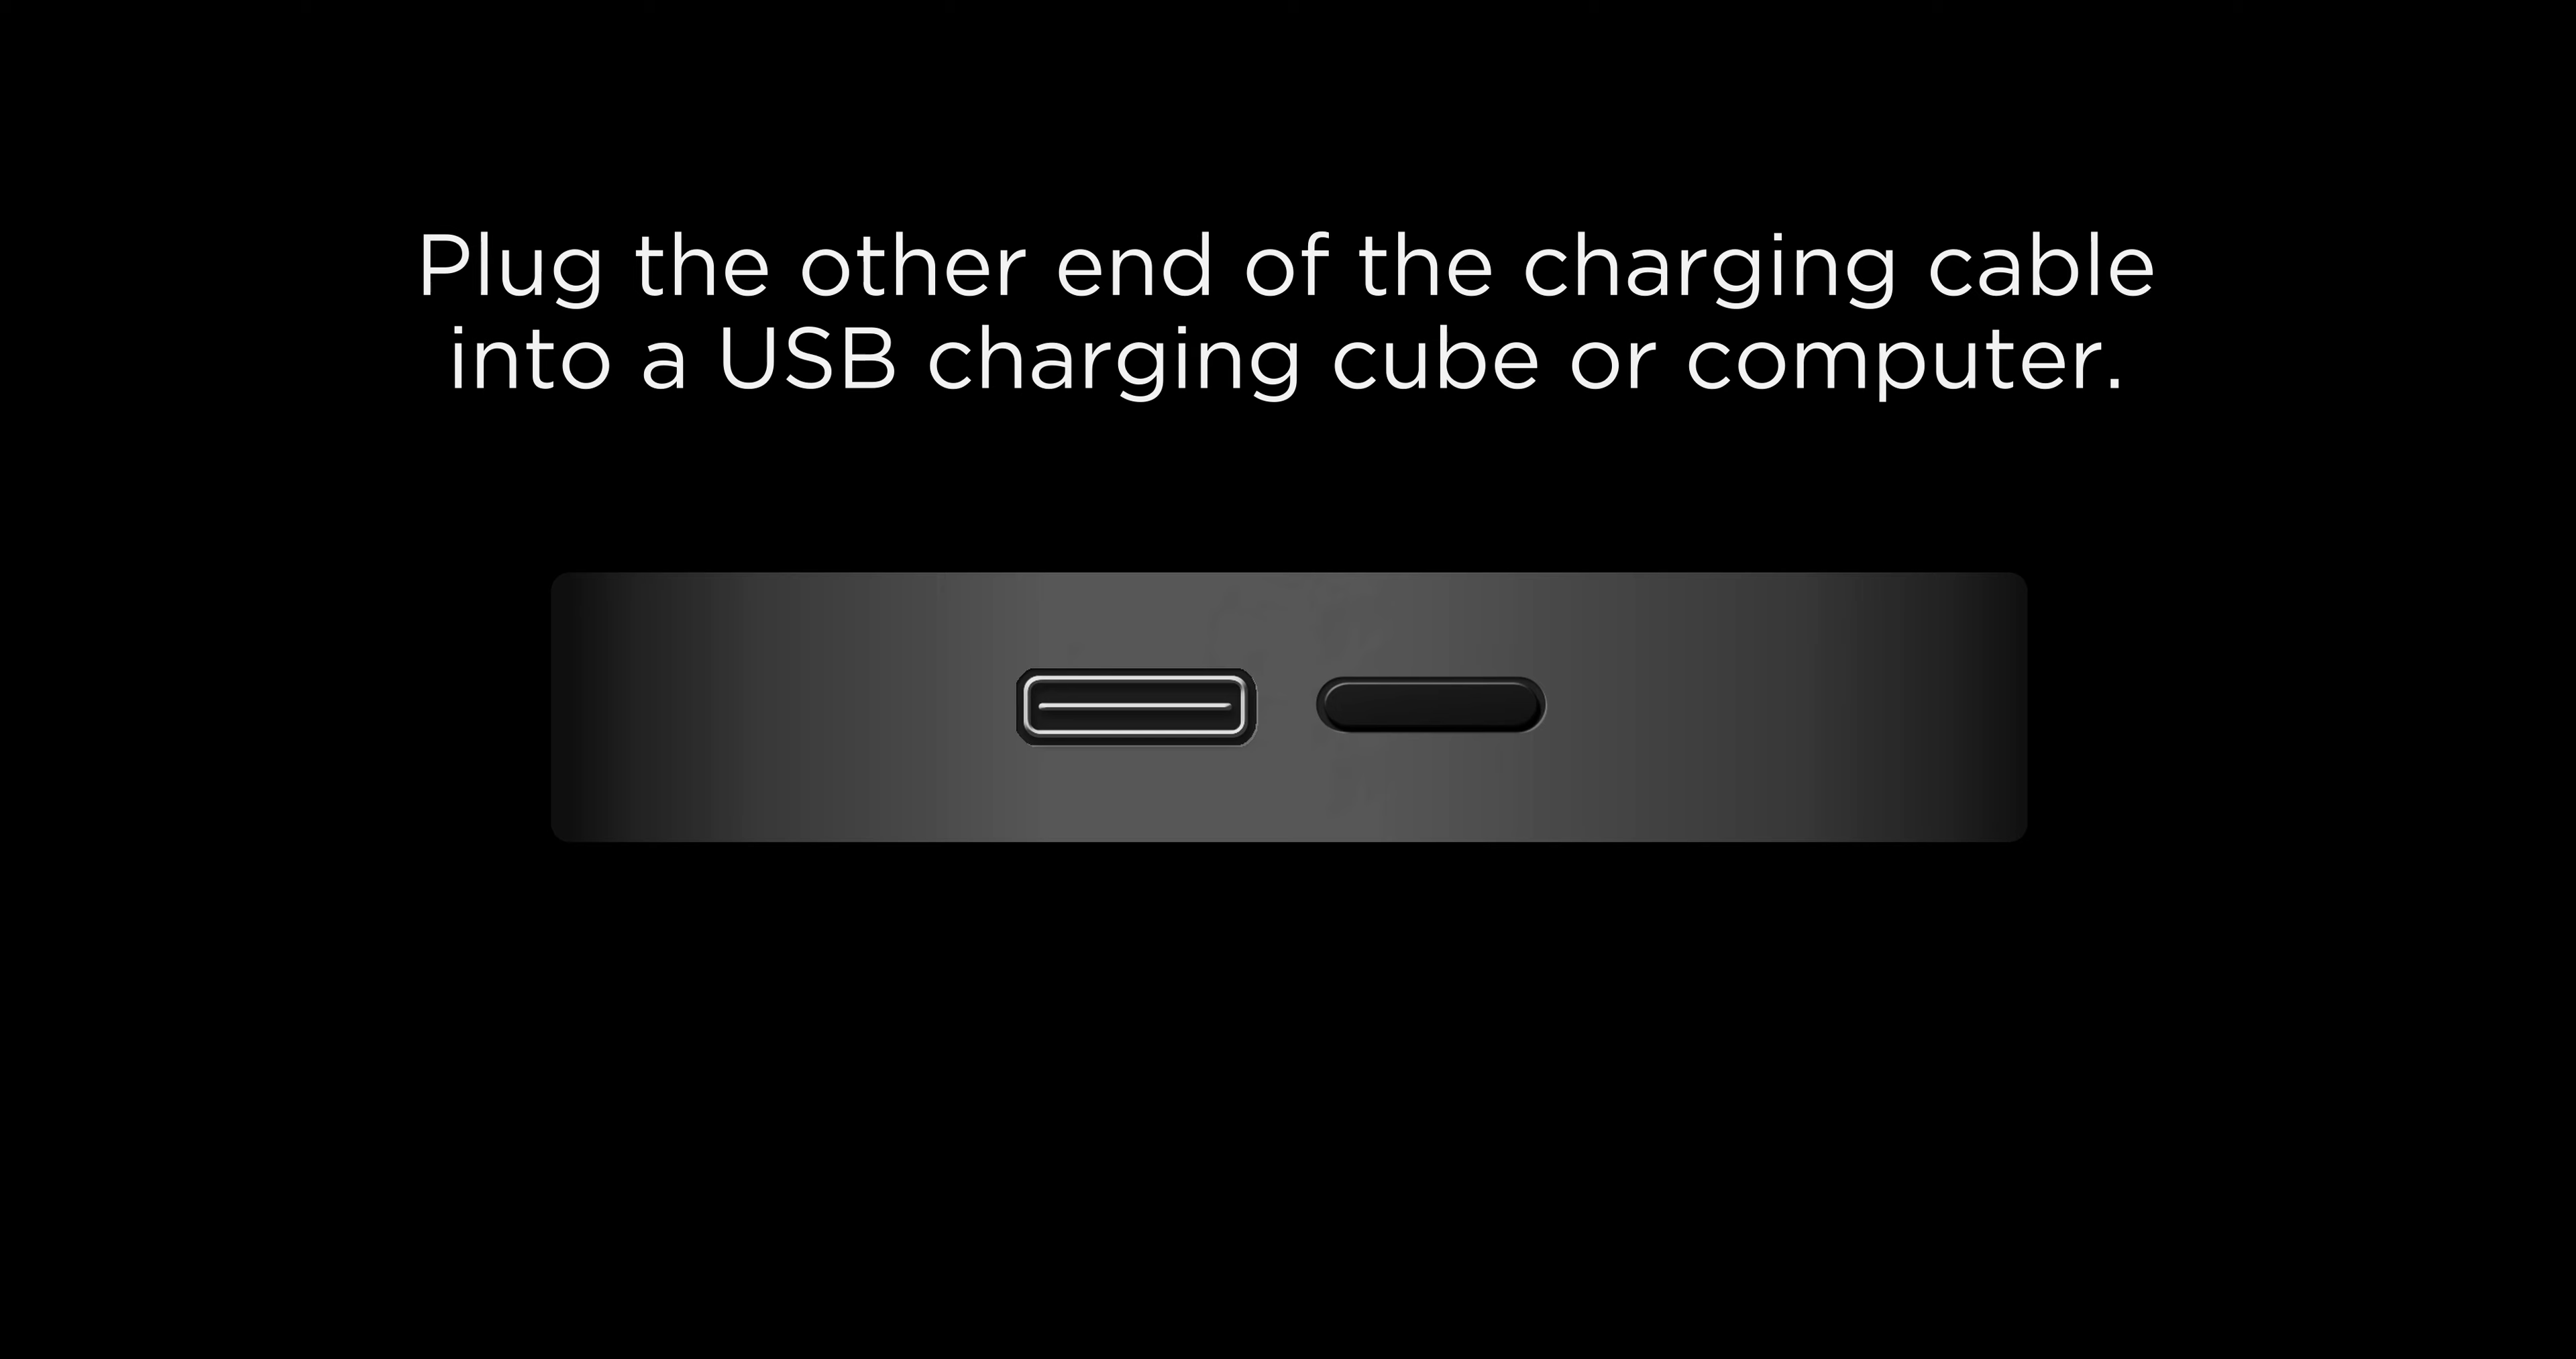 Plug the other end of the charging cable
into a USB charging cube or computer.